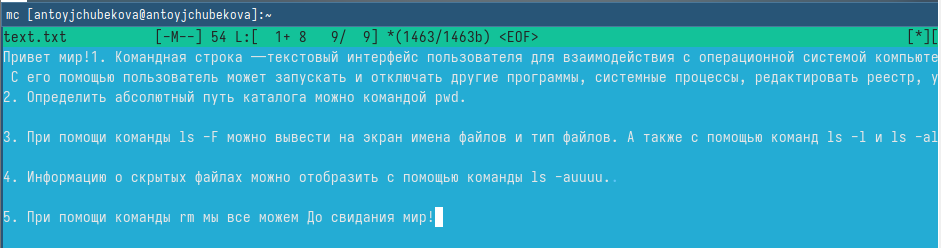 mc [antoyjchubekova@antoyjchubekova]:~
text.txt [-M--] 54 L:[ 1+ 8 9/ 9] *(1463/1463b) <EOF> [*][
Привет мир!1. Командная строка —текстовый интерфейс пользователя для взаимодействия с операционной системой компьюте
С его помощью пользователь может запускать и отключать другие программы, системные процессы, редактировать реестр, у
2. Определить абсолютный путь каталога можно командой pwd.
3. При помощи команды ls -F можно вывести на экран имена файлов и тип файлов. А также с помощью команд ls -l и ls -al
4. Информацию о скрытых файлах можно отобразить с помощью команды ls -auuuu..
5. При помощи команды rm мы все можем До свидания мир!